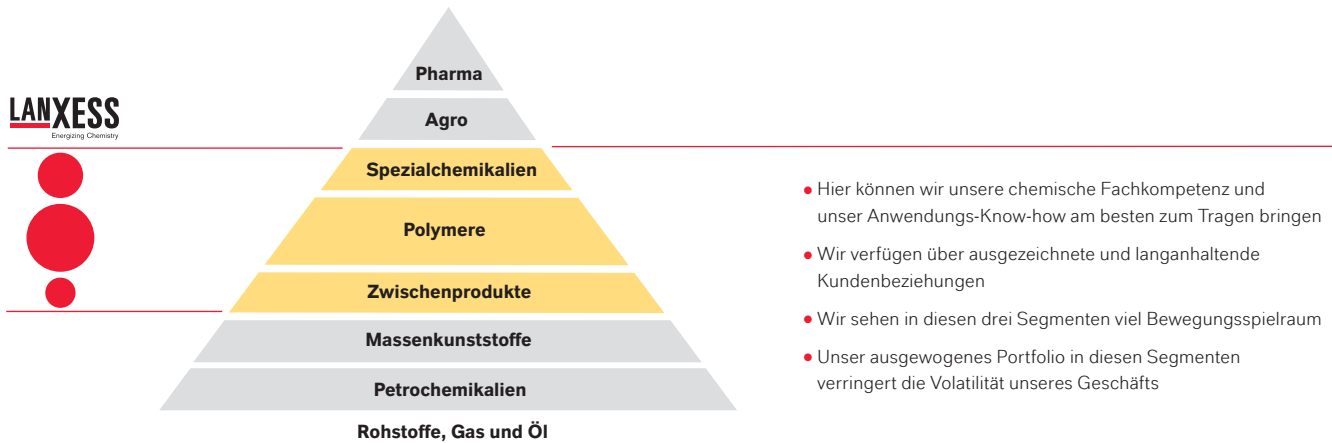 LANXESS
Energizing Chemistry
Pharma
Agro
Spezialchemikalien
Polymere
Zwischenprodukte
Massenkunststoffe
Petrochemikalien
Rohstoffe, Gas und Öl
• Hier können wir unsere chemische Fachkompetenz und
unser Anwendungs-Know-how am besten zum Tragen bringen
• Wir verfügen über ausgezeichnete und langanhaltende
Kundenbeziehungen
• Wir sehen in diesen drei Segmenten viel Bewegungsspielraum
• Unser ausgewogenes Portfolio in diesen Segmenten
verringert die Volatilität unseres Geschäfts